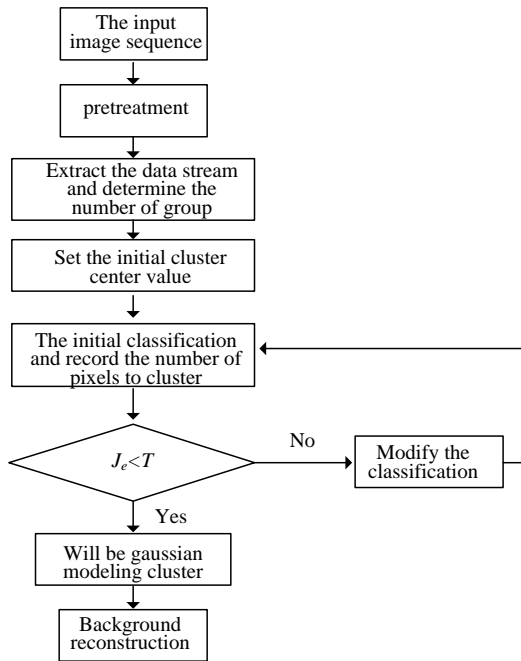 The input
image sequence
pretreatment
Extract the data stream
and determine the
number of group
Set the initial cluster
center value
The initial classification
and record the number of
pixels to cluster
J_e<T
No
Modify the
classification
Yes
Will be gaussian
modeling cluster
Background
reconstruction